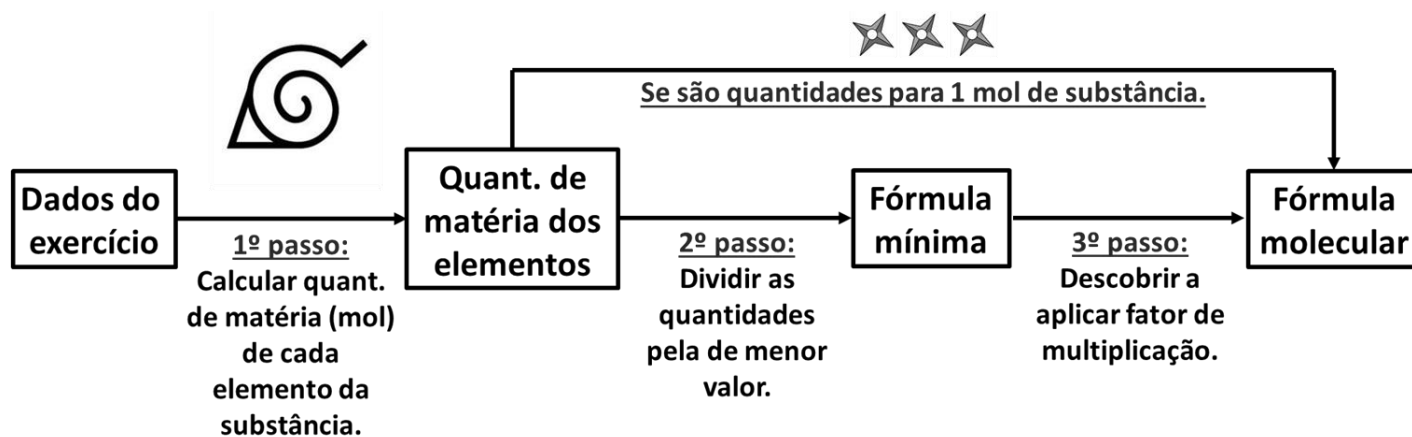 Se são quantidades para 1 mol de substância.
Dados do
exercício
1º passo:
Calcular quant.
de matéria (mol)
de cada
elemento da
substância.
Quant. de
matéria dos
elementos
2º passo:
Dividir as
quantidades
pela de menor
valor.
Fórmula
mínima
3º passo:
Descobrir a
aplicar fator de
multiplicação.
Fórmula
molecular